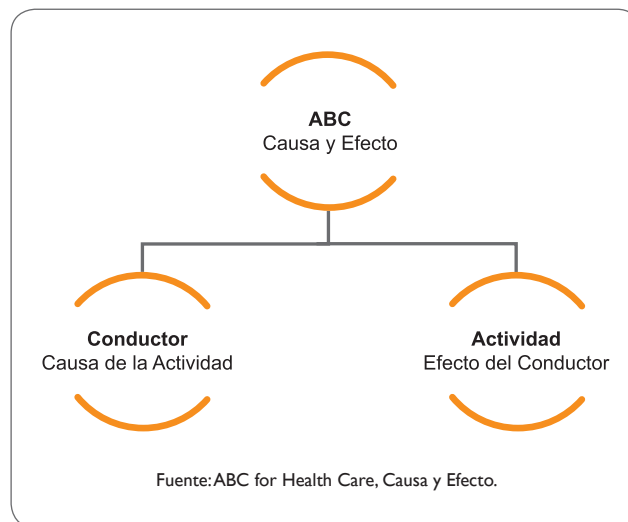 ABC
Causa y Efecto
Conductor
Causa de la Actividad
Actividad
Efecto del Conductor
Fuente: ABC for Health Care, Causa y Efecto.